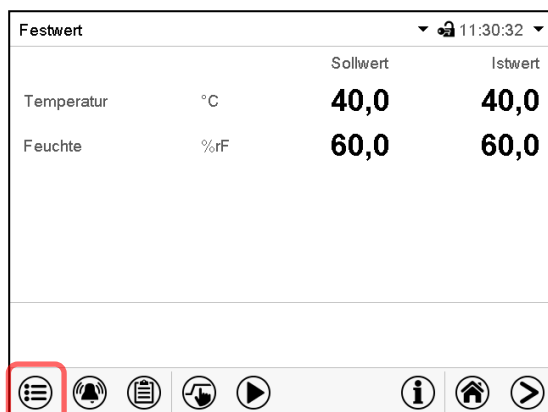 Festwert 11:30:32
Sollwert Istwert
Temperatur °C 40,0 40,0
Feuchte %rF 60,0 60,0